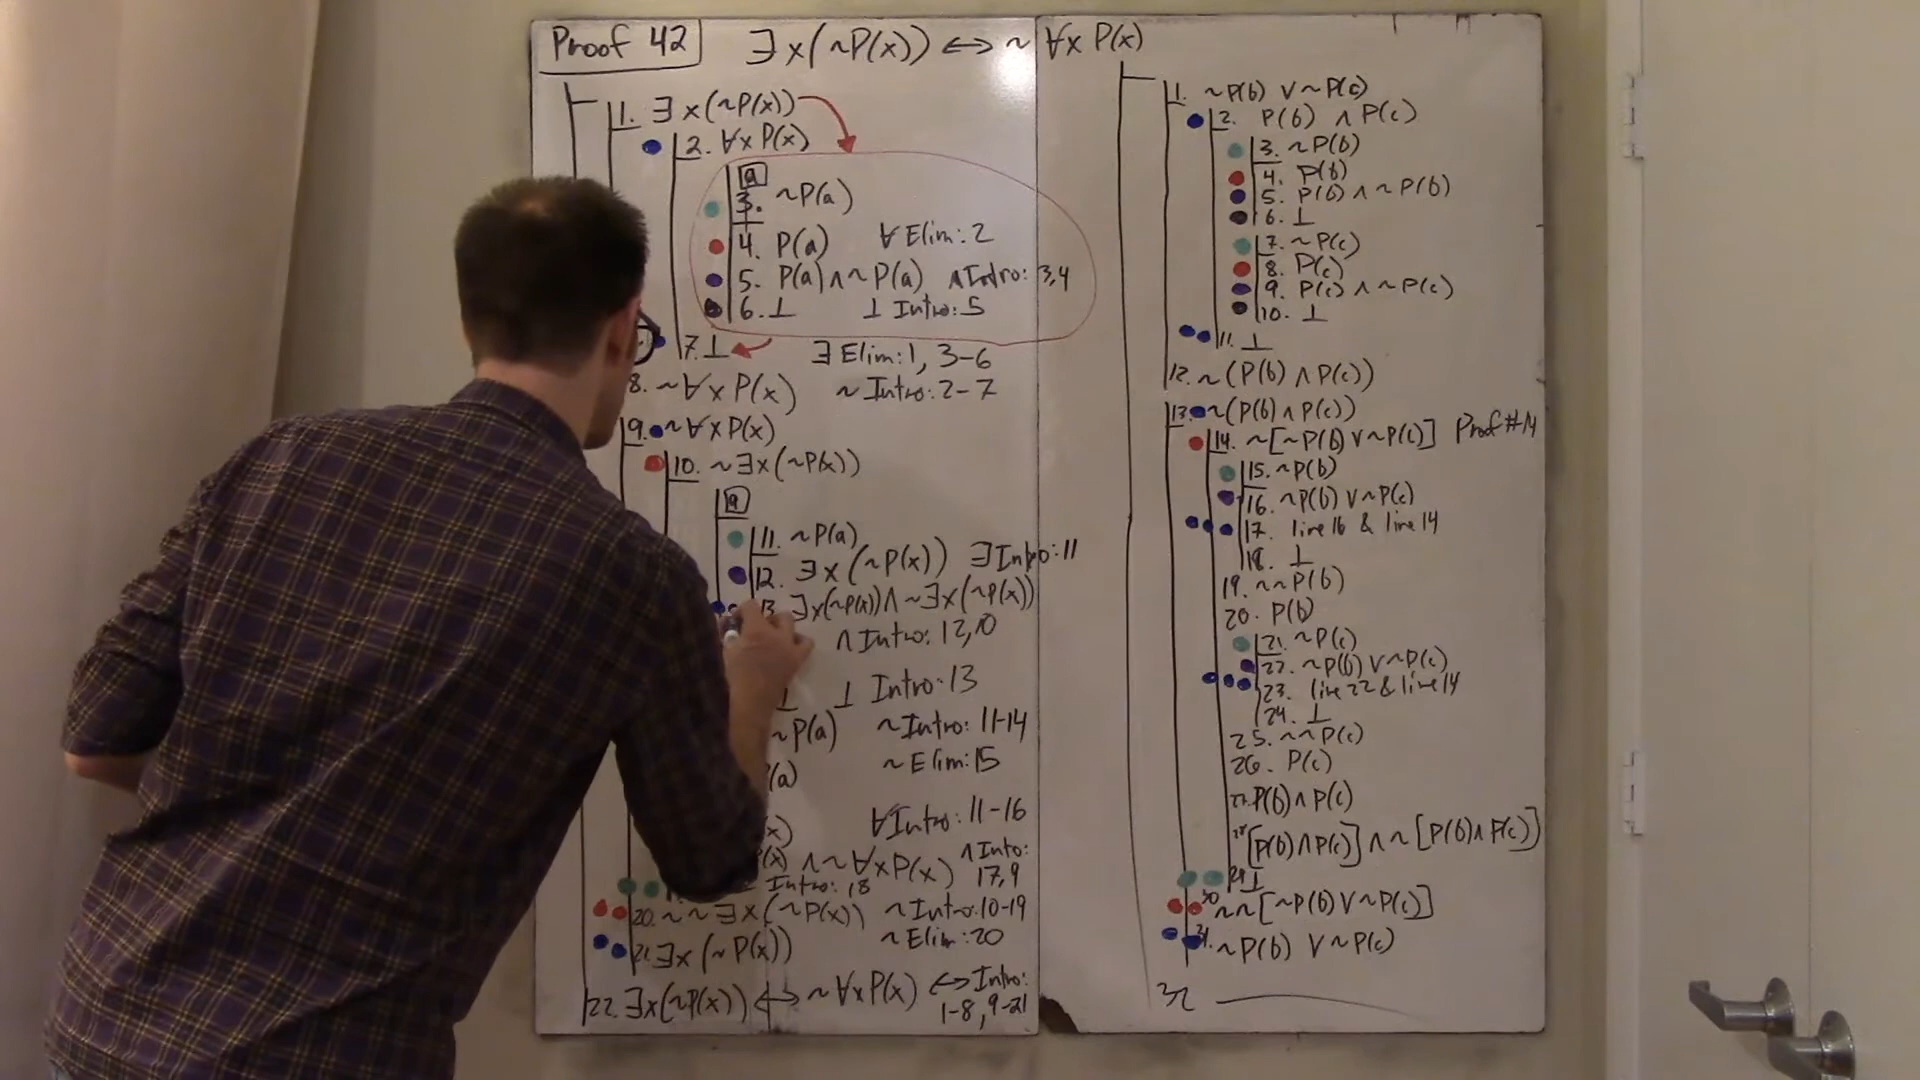 Proof 42 ∃x(~P(x)) ↔ ~∀x P(x)
1. ∃x(~P(x))
2. ∀x P(x)
a
3. ~P(a)
4. P(a) ∀ Elim: 2
5. P(a) ∧ ~P(a) ∧ Intro: 3,4
6. ⊥ ⊥ Intro: 5
7. ⊥ ∃ Elim: 1, 3-6
8. ~∀x P(x) ~ Intro: 2-7
9. ~∀x P(x)
10. ~∃x(~P(x))
a
11. ~P(a)
12. ∃x(~P(x)) ∃ Intro: 11
13. ∃x(~P(x)) ∧ ~∃x(~P(x))
∧ Intro: 12,10
⊥ ⊥ Intro: 13
~P(a) ~ Intro: 11-14
(a) ~ Elim: 15
(x) ∀ Intro: 11-16
(x) ∧ ~∀x P(x) ∧ Into: 17,9
Intro: 18
20. ~~∃x(~P(x)) ~ Intro: 10-19
21. ∃x(~P(x)) ~ Elim: 20
22. ∃x(~P(x)) ↔ ~∀x P(x) ↔ Intro: 1-8, 9-21
1. ~P(b) ∨ ~P(c)
2. P(b) ∧ P(c)
3. ~P(b)
4. P(b)
5. P(b) ∧ ~P(b)
6. ⊥
7. ~P(c)
8. P(c)
9. P(c) ∧ ~P(c)
10. ⊥
11. ⊥
12. ~(P(b) ∧ P(c))
13. ~(P(b) ∧ P(c))
14. ~[~P(b) ∨ ~P(c)] Proof #14
15. ~P(b)
16. ~P(b) ∨ ~P(c)
17. line 16 & line 14
18. ⊥
19. ~~P(b)
20. P(b)
21. ~P(c)
22. ~P(b) ∨ ~P(c)
23. line 22 & line 14
24. ⊥
25. ~~P(c)
26. P(c)
27. P(b) ∧ P(c)
28. [P(b) ∧ P(c)] ∧ ~[P(b) ∧ P(c)]
29. ⊥
30. ~~[~P(b) ∨ ~P(c)]
31. ~P(b) ∨ ~P(c)
32